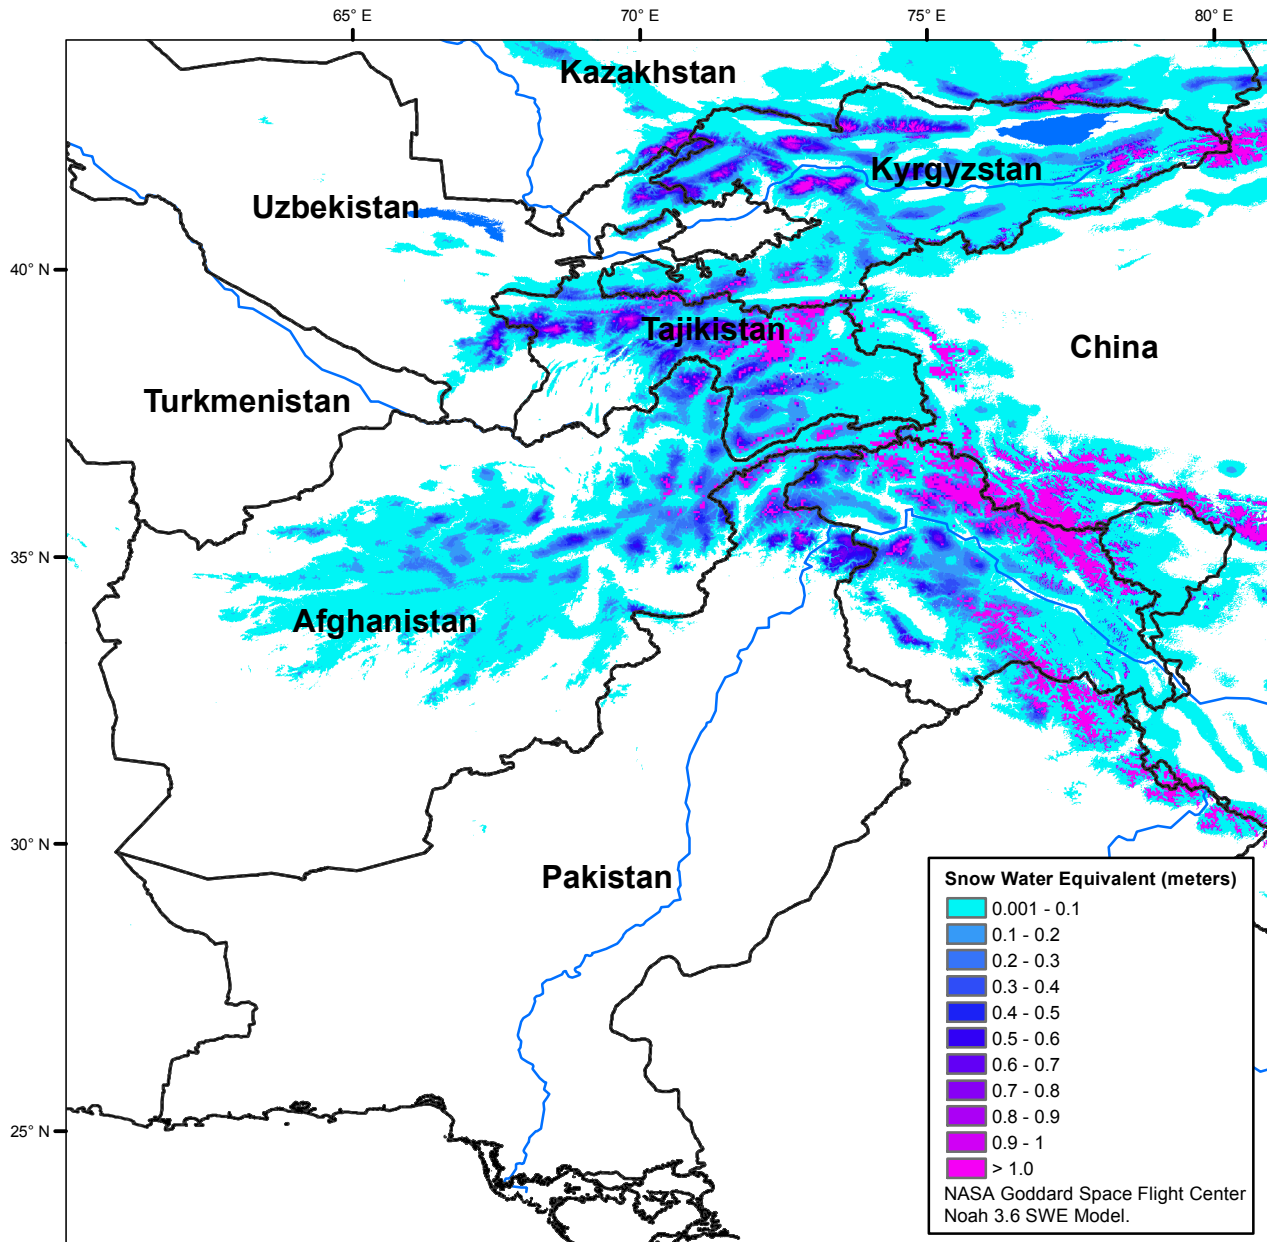 65° E
70° E
75° E
80° E
Kazakhstan
Kyrgyzstan
Uzbekistan
40° N
Tajikistan
China
Turkmenistan
35° N
Afghanistan
30° N
Pakistan
25° N
Snow Water Equivalent (meters)
0.001 - 0.1
0.1 - 0.2
0.2 - 0.3
0.3 - 0.4
0.4 - 0.5
0.5 - 0.6
0.6 - 0.7
0.7 - 0.8
0.8 - 0.9
0.9 - 1
> 1.0
NASA Goddard Space Flight Center
Noah 3.6 SWE Model.